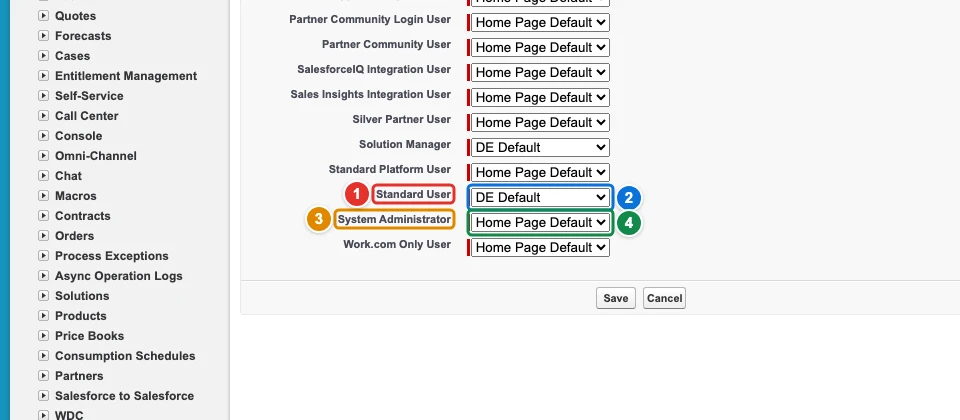 Quotes
Forecasts
Cases
Entitlement Management
Self-Service
Call Center
Console
Omni-Channel
Chat
Macros
Contracts
Orders
Process Exceptions
Async Operation Logs
Solutions
Products
Price Books
Consumption Schedules
Partners
Salesforce to Salesforce
WDC
Home Page Default
Partner Community Login User Home Page Default
Partner Community User Home Page Default
SalesforceIQ Integration User Home Page Default
Sales Insights Integration User Home Page Default
Silver Partner User Home Page Default
Solution Manager DE Default
Standard Platform User Home Page Default
1 Standard User DE Default 2
3 System Administrator Home Page Default 4
Work.com Only User Home Page Default
Save Cancel